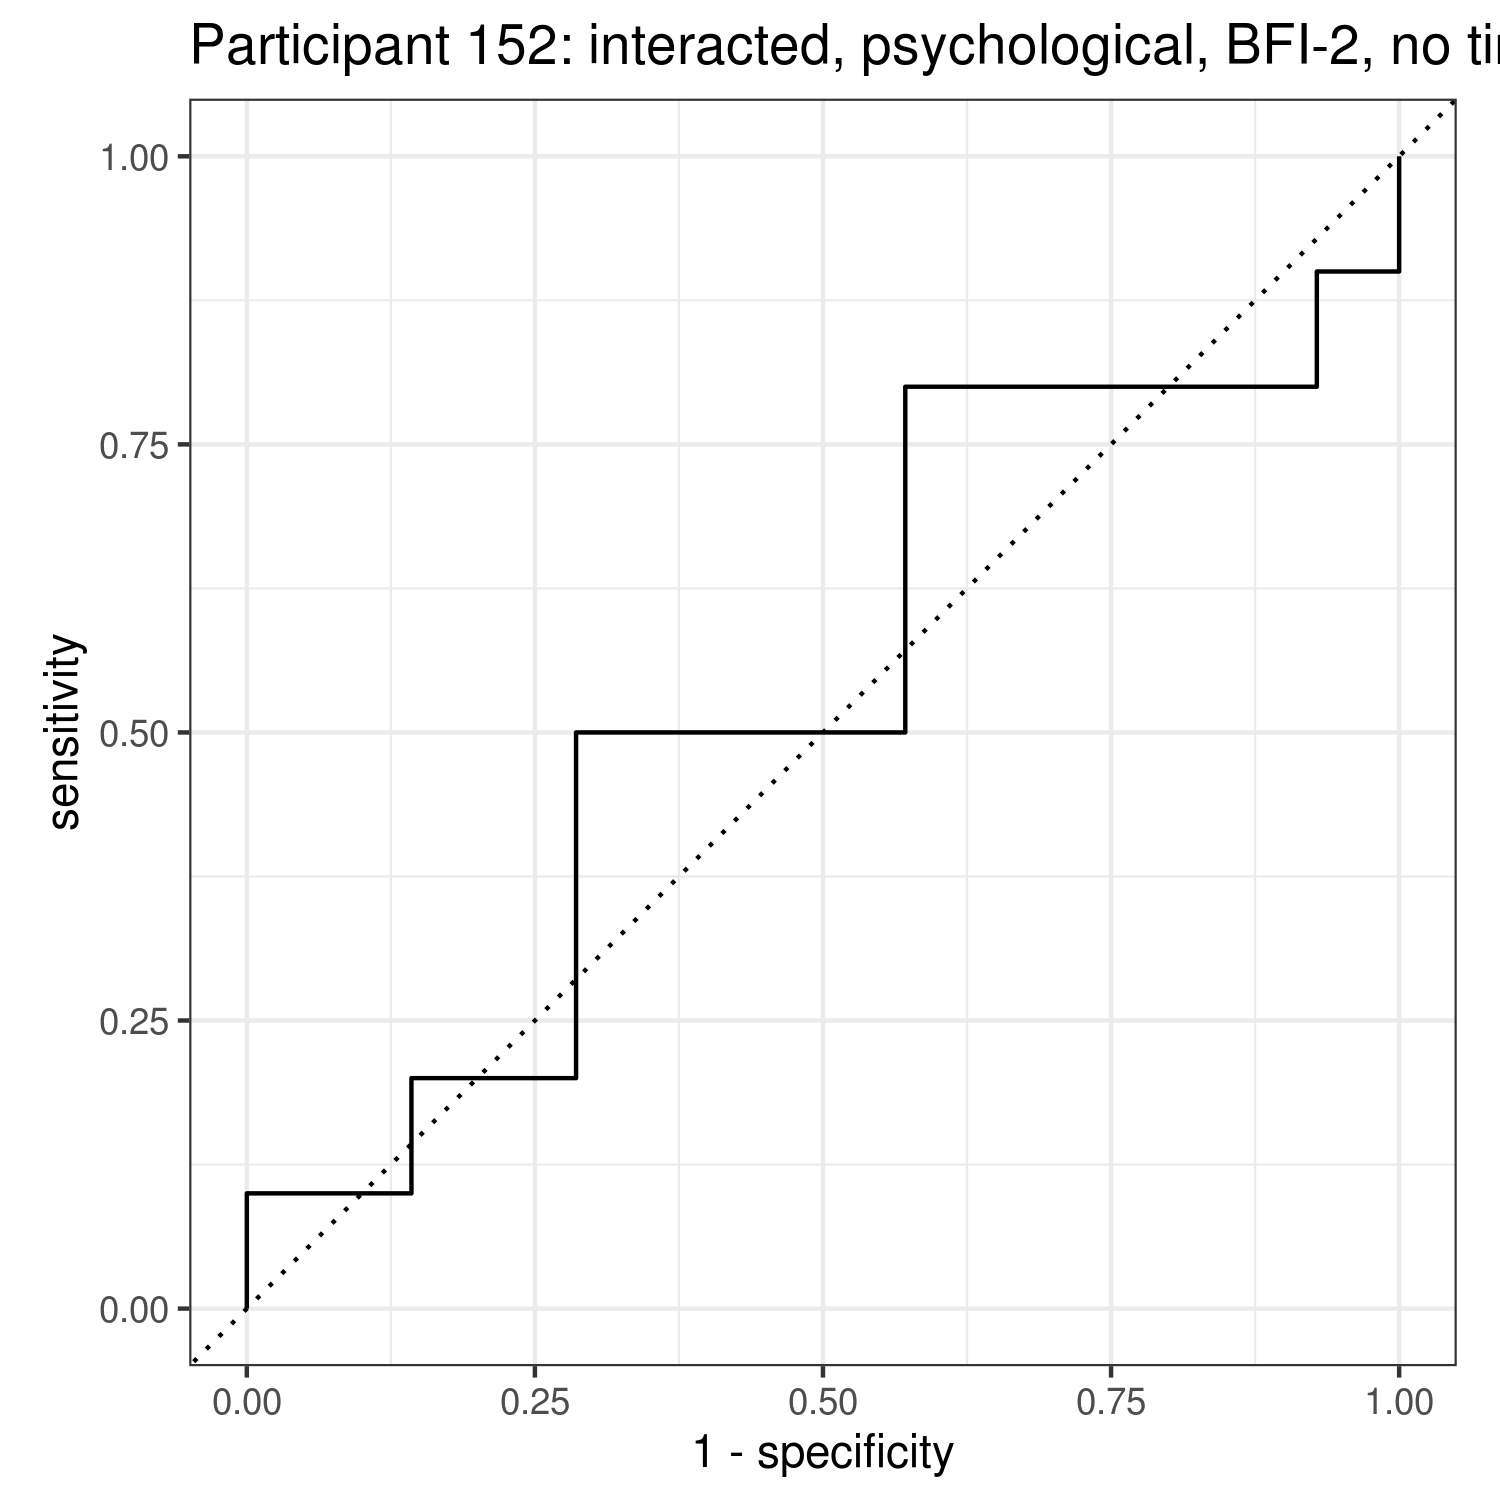 Participant 152: interacted, psychological, BFI-2, no
1.00
0.75
0.50
0.25
0.00
sensitivity
0.00 0.25 0.50 0.75 1.00
1 - specificity